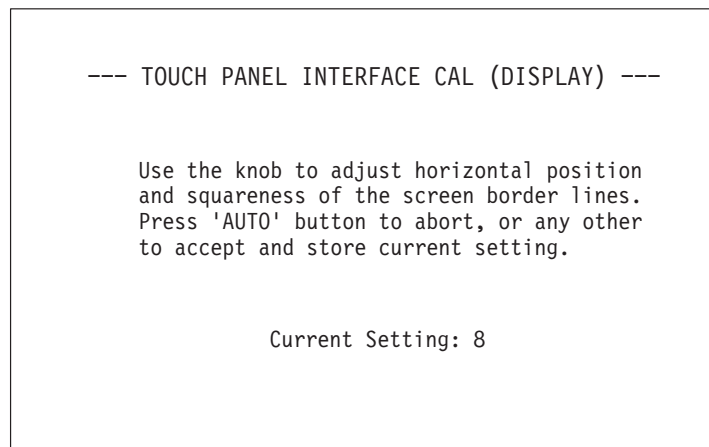 --- TOUCH PANEL INTERFACE CAL (DISPLAY) ---
Use the knob to adjust horizontal position
and squareness of the screen border lines.
Press 'AUTO' button to abort, or any other
to accept and store current setting.
Current Setting: 8